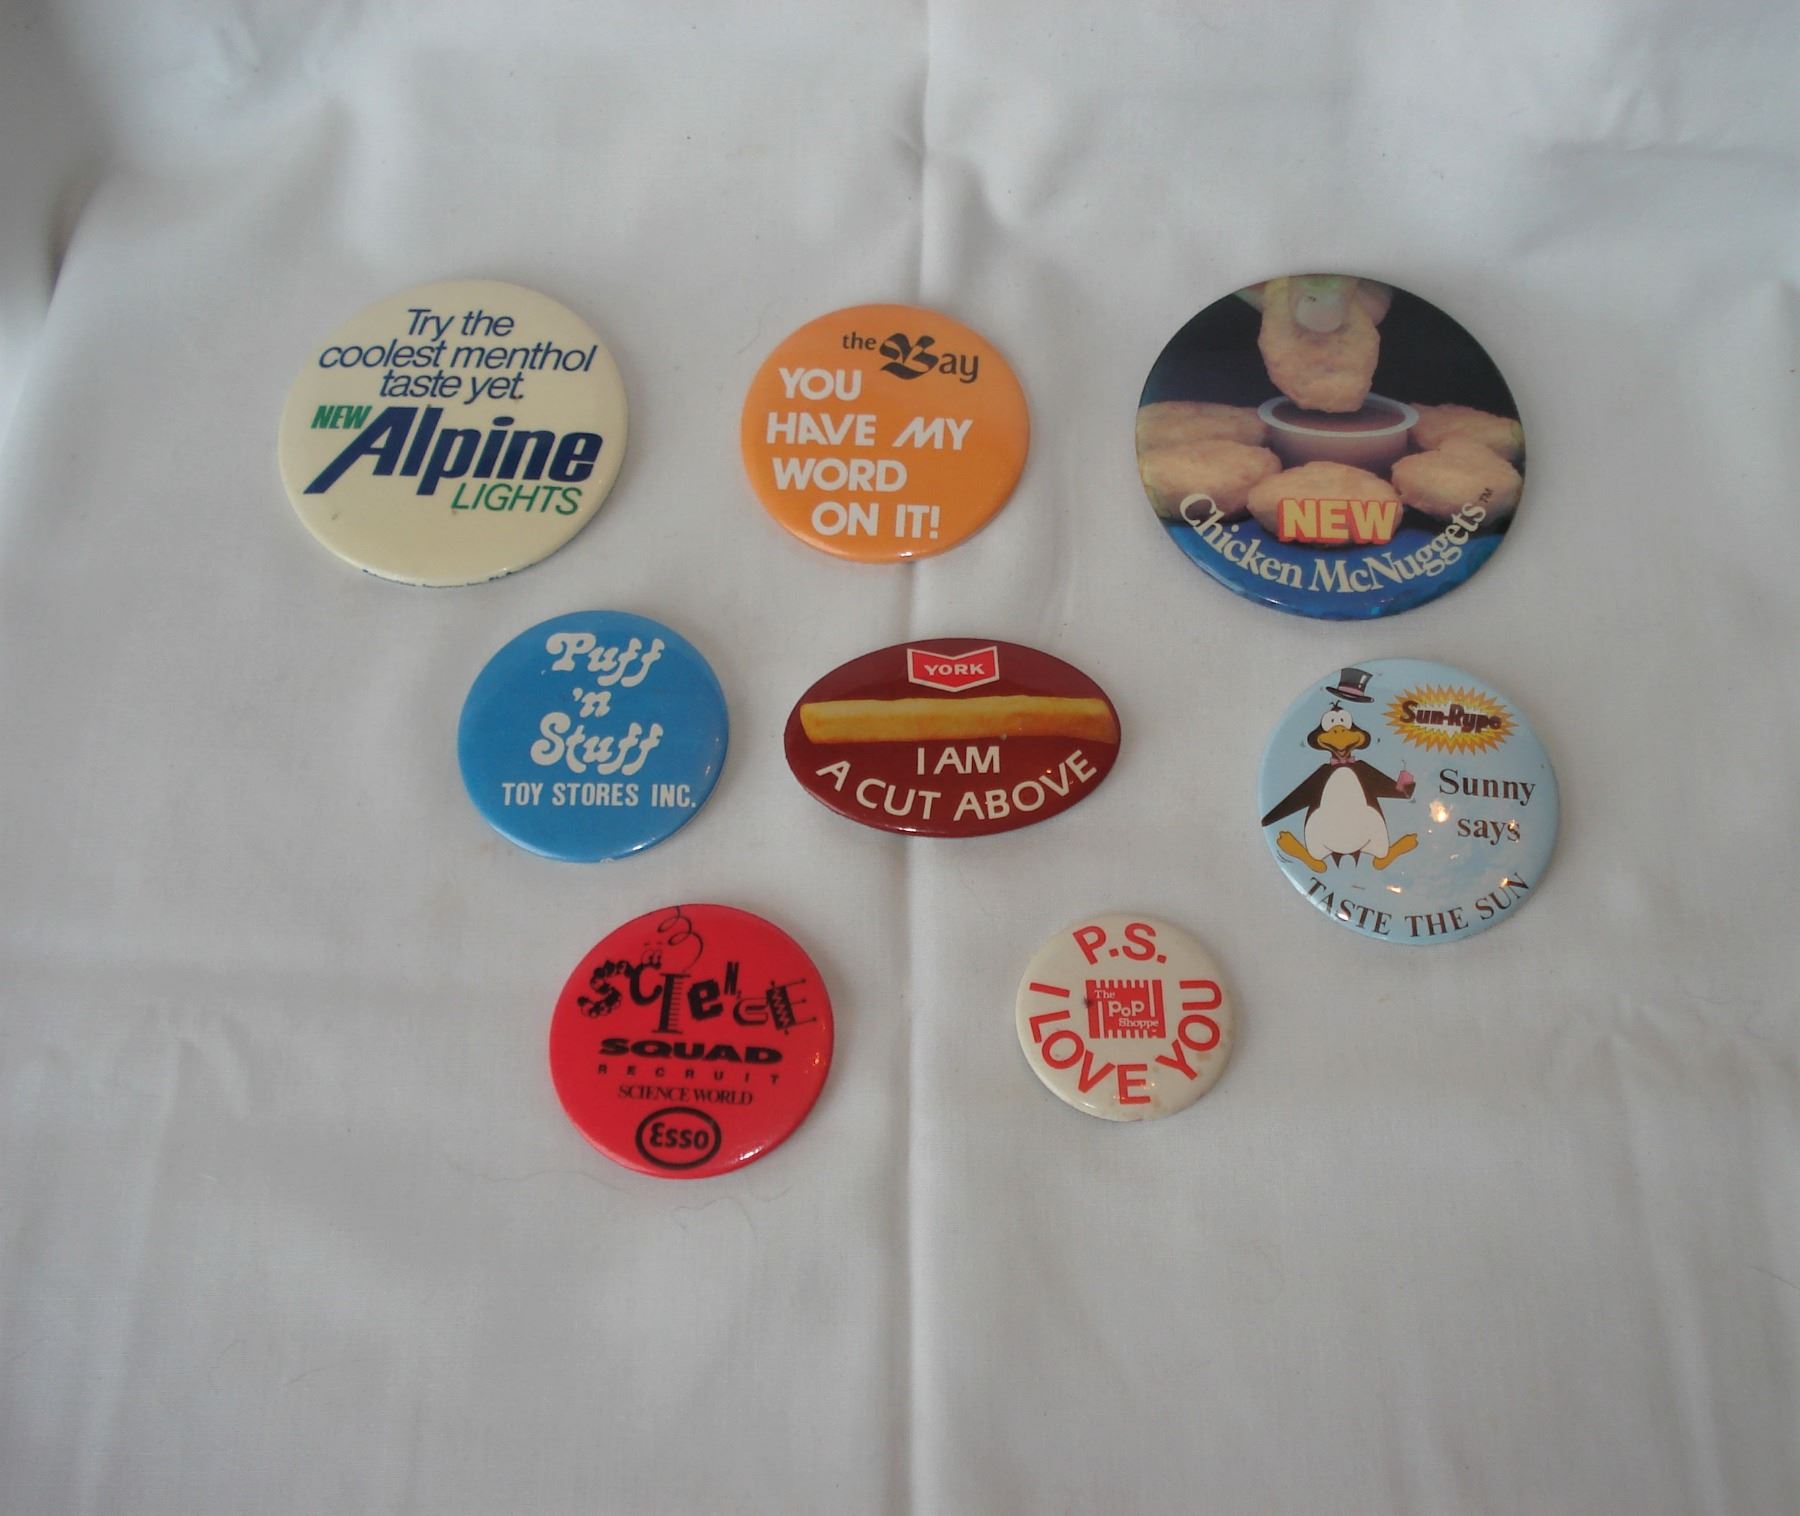 Try the
coolest menthol
taste yet.
NEW Alpine
LIGHTS
the Bay
YOU
HAVE MY
WORD
ON IT!
NEW
Chicken McNuggets™
Puff
'n
Stuff
TOY STORES INC.
YORK
I AM
A CUT ABOVE
Sun-Rype
Sunny
says
TASTE THE SUN
SCIENCE
SQUAD
RECRUIT
SCIENCE WORLD
Esso
P.S.
I LOVE YOU
The
PoP
Shoppe